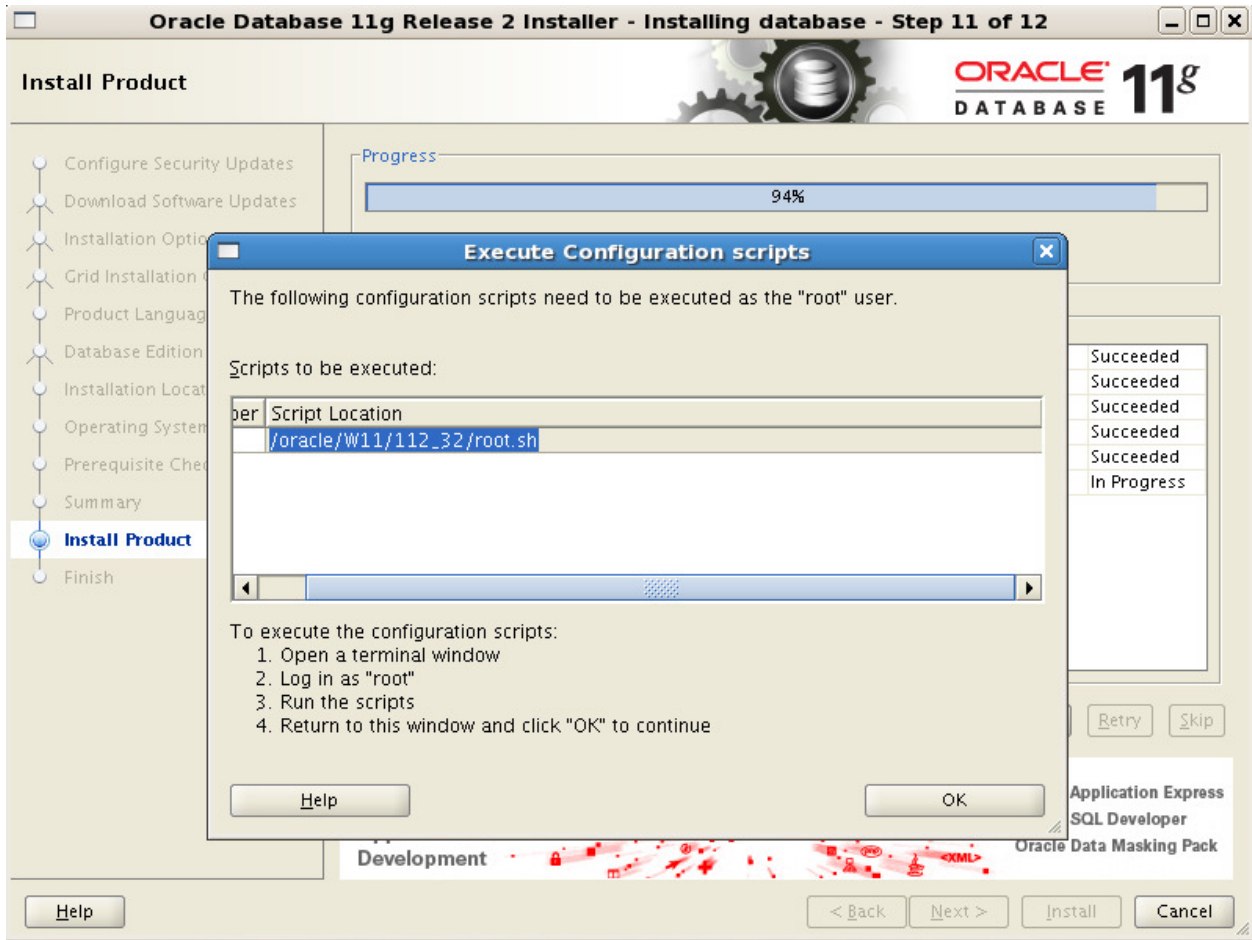 Oracle Database 11g Release 2 Installer - Installing database - Step 11 of 12
Install Product
ORACLE 11g
DATABASE
Configure Security Updates
Download Software Updates
Installation Optio
Grid Installation
Product Languag
Database Edition
Installation Locat
Operating System
Prerequisite Chec
Summary
Install Product
Finish
Progress
94%
Execute Configuration scripts
The following configuration scripts need to be executed as the "root" user.
Scripts to be executed:
ber Script Location
/oracle/W11/112_32/root.sh
To execute the configuration scripts:
1. Open a terminal window
2. Log in as "root"
3. Run the scripts
4. Return to this window and click "OK" to continue
Help OK
Succeeded
Succeeded
Succeeded
Succeeded
Succeeded
In Progress
Retry Skip
Development
php
<XML>
Application Express
SQL Developer
Oracle Data Masking Pack
Help < Back Next > Install Cancel